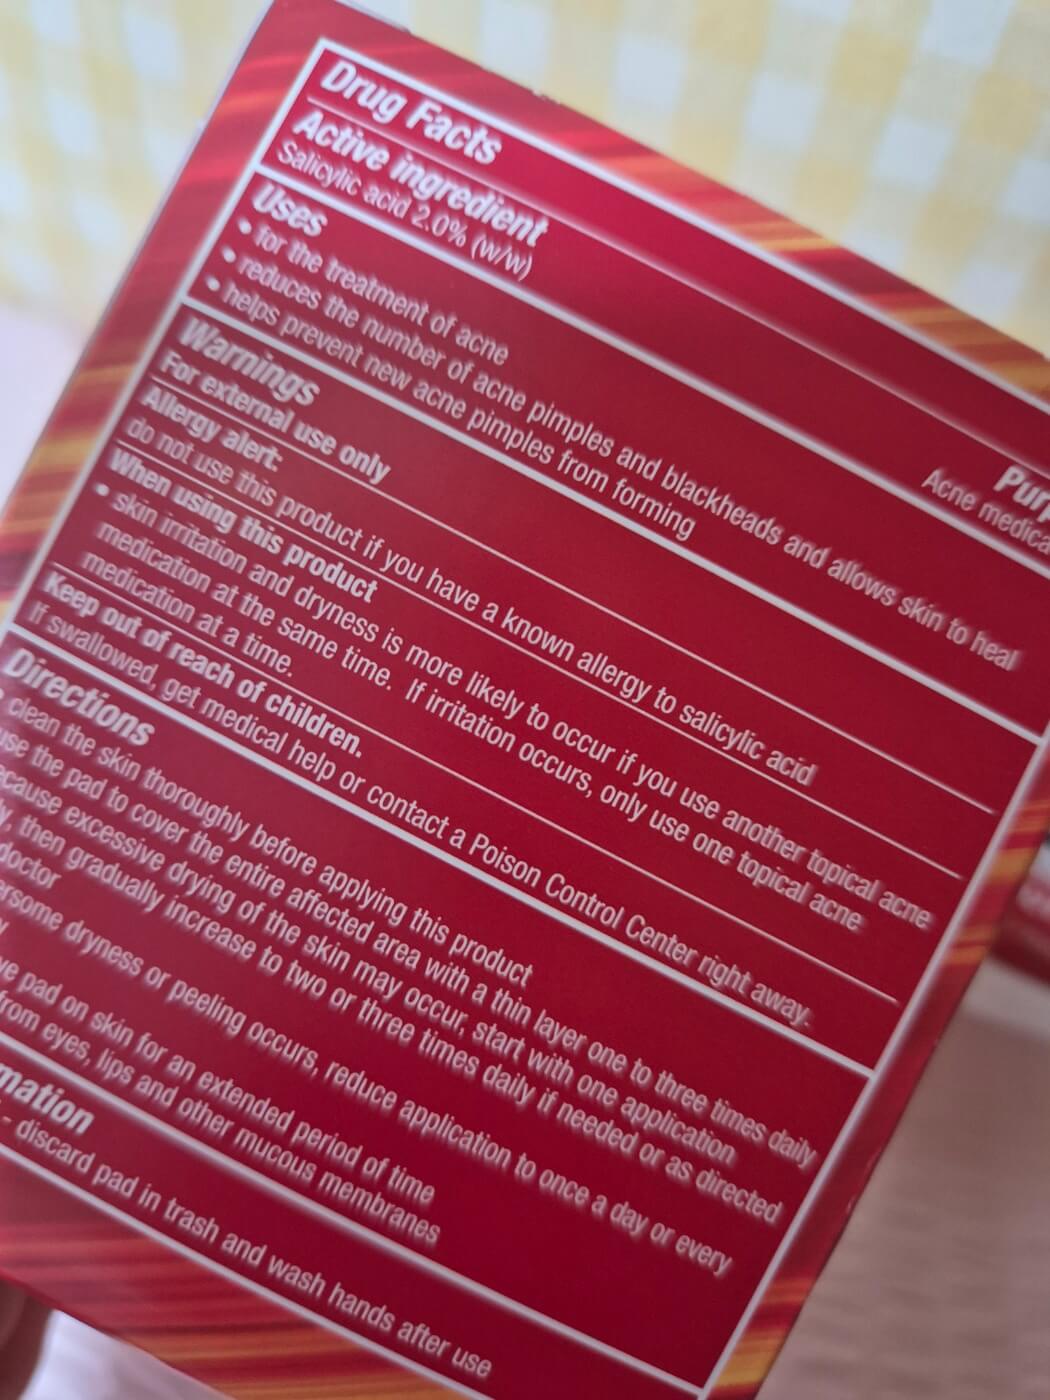 Drug Facts
Active ingredient
Salicylic acid 2.0% (w/w)
Acne
Uses
• for the treatment of acne
• reduces the number of acne pimples and blackheads and allows skin to heal
• helps prevent new acne pimples from forming
Warnings
For external use only
Allergy alert:
do not use this product if you have a known allergy to salicylic acid
When using this product
• skin irritation and dryness is more likely to occur if you use another topical acne
medication at the same time. If irritation occurs, only use one topical acne
medication at a time.
Keep out of reach of children.
If swallowed, get medical help or contact a Poison Control Center right away.
Directions
clean the skin thoroughly before applying this product
the pad to cover the entire affected area with a thin layer one to three times daily
excessive drying of the skin may occur, start with one application
then gradually increase to two or three times daily if needed or as directed
doctor
dryness or peeling occurs, reduce application to once a day or every
pad on skin for an extended period of time
from eyes, lips and other mucous membranes
- discard pad in trash and wash hands after use